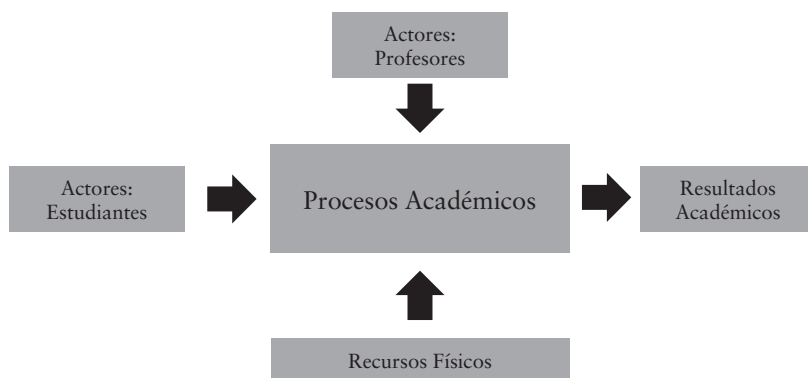 Actores:
Profesores
Actores:
Estudiantes
Procesos Académicos
Resultados
Académicos
Recursos Físicos